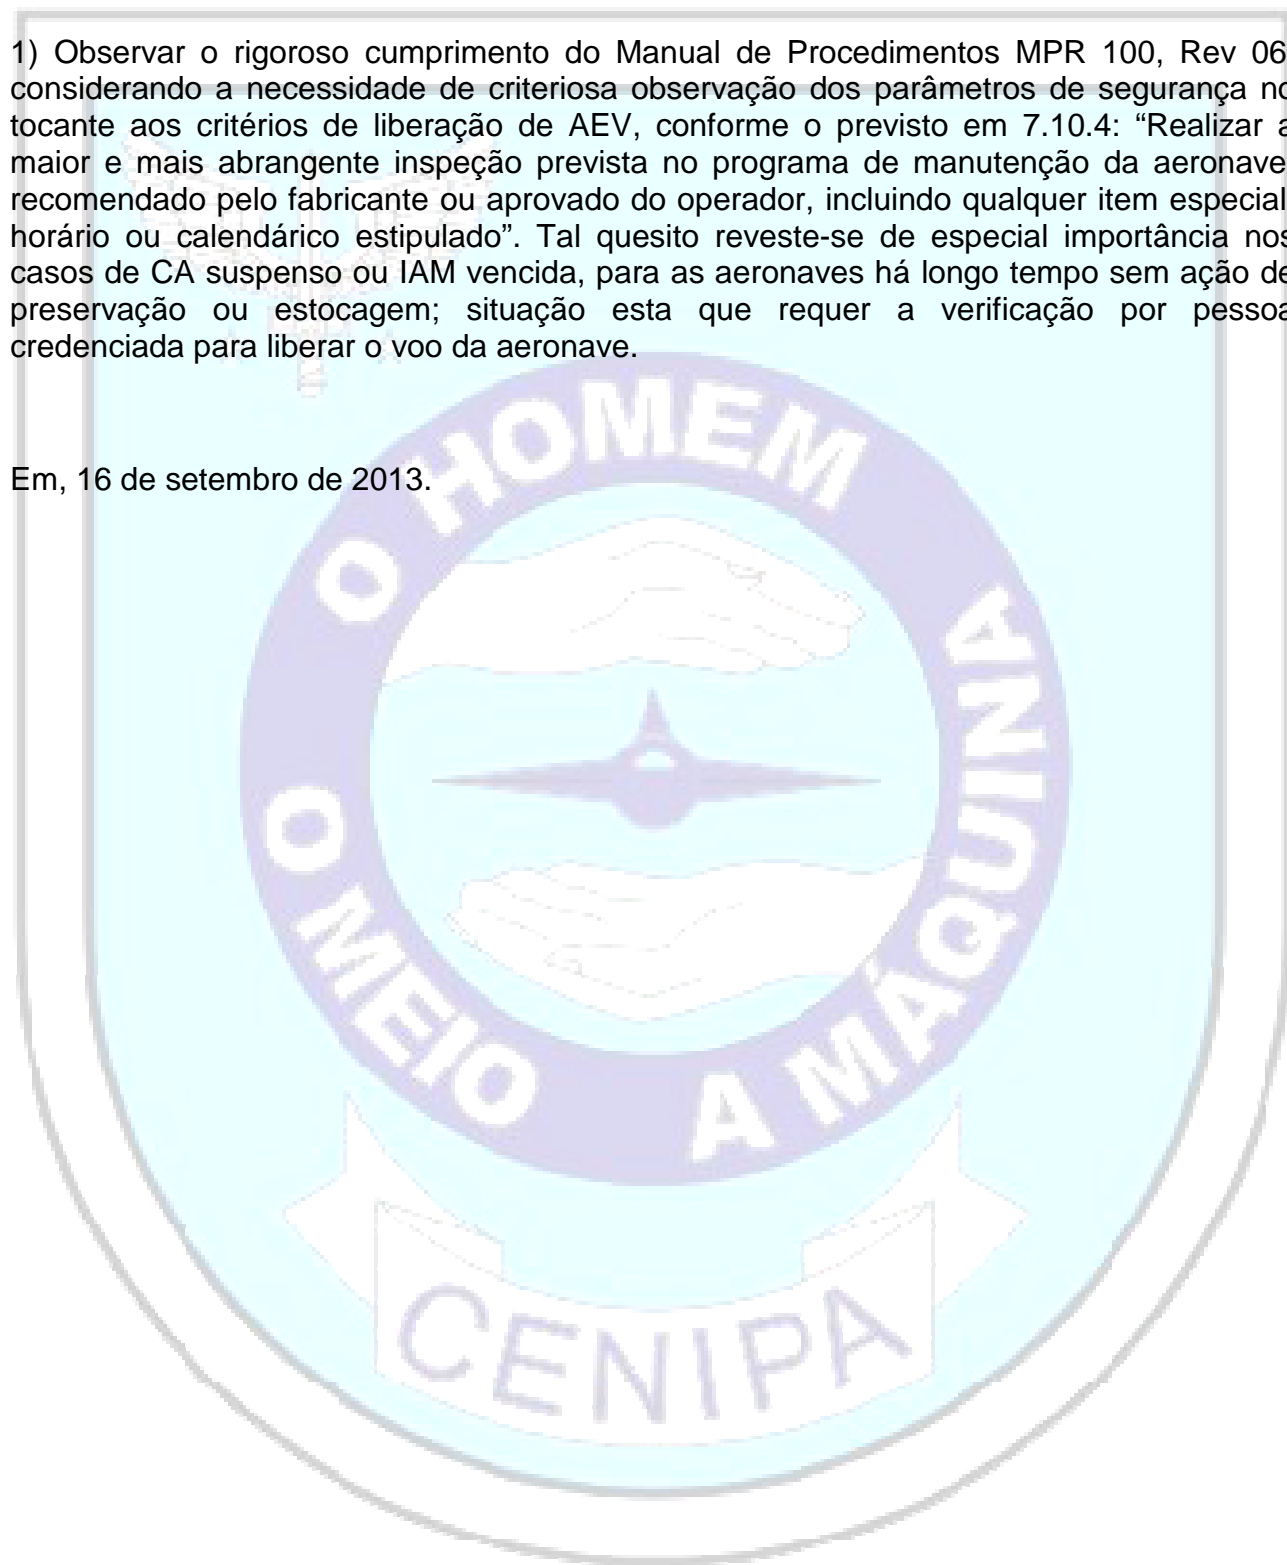 1) Observar o rigoroso cumprimento do Manual de Procedimentos MPR 100, Rev 06
considerando a necessidade de criteriosa observação dos parâmetros de segurança no
tocante aos critérios de liberação de AEV, conforme o previsto em 7.10.4: “Realizar a
maior e mais abrangente inspeção prevista no programa de manutenção da aeronave
recomendado pelo fabricante ou aprovado do operador, incluindo qualquer item especial
horário ou calendárico estipulado”. Tal quesito reveste-se de especial importância nos
casos de CA suspenso ou IAM vencida, para as aeronaves há longo tempo sem ação de
preservação ou estocagem; situação esta que requer a verificação por pessoa
credenciada para liberar o voo da aeronave.
Em, 16 de setembro de 2013.
O HOMEM
A MÁQUINA
O MEIO
CENIPA